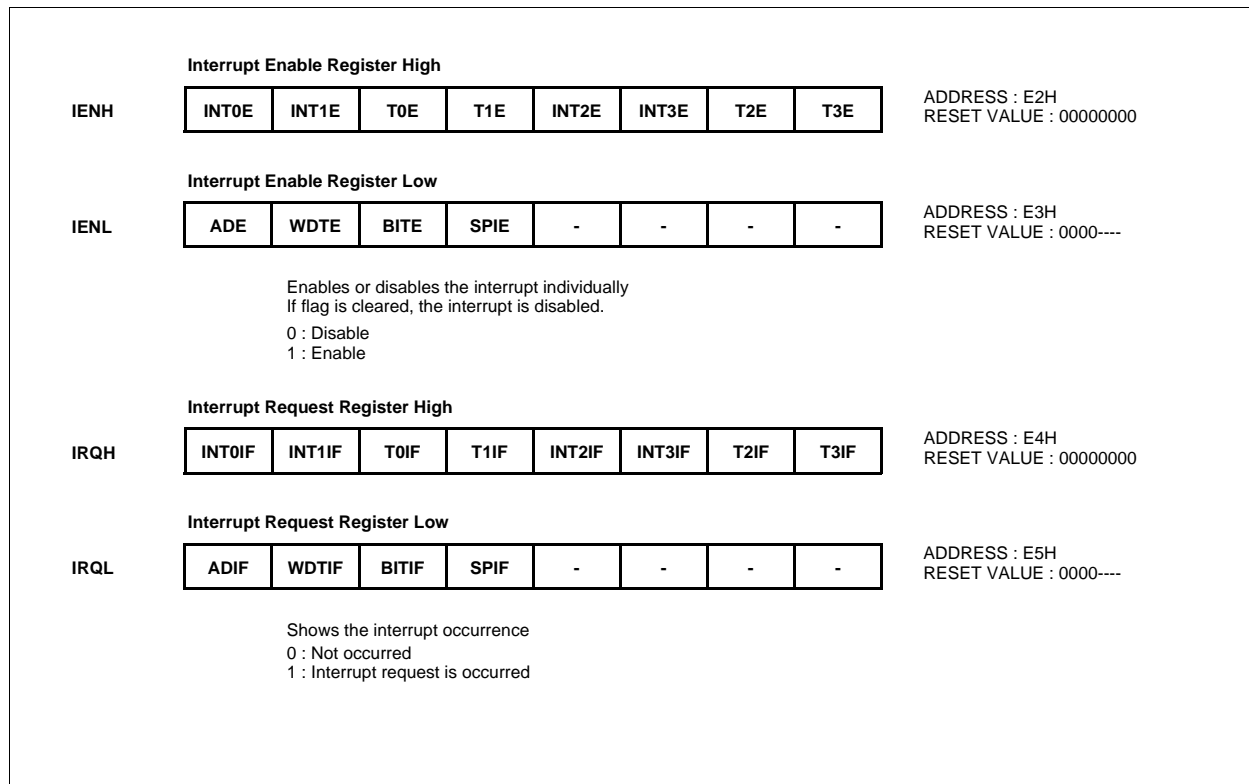 Interrupt Enable Register High
IENH INT0E INT1E T0E T1E INT2E INT3E T2E T3E ADDRESS : E2H
RESET VALUE : 00000000
Interrupt Enable Register Low
IENL ADE WDTE BITE SPIE - - - - ADDRESS : E3H
RESET VALUE : 0000----
Enables or disables the interrupt individually
If flag is cleared, the interrupt is disabled.
0 : Disable
1 : Enable
Interrupt Request Register High
IRQH INT0IF INT1IF T0IF T1IF INT2IF INT3IF T2IF T3IF ADDRESS : E4H
RESET VALUE : 00000000
Interrupt Request Register Low
IRQL ADIF WDTIF BITIF SPIF - - - - ADDRESS : E5H
RESET VALUE : 0000----
Shows the interrupt occurrence
0 : Not occurred
1 : Interrupt request is occurred